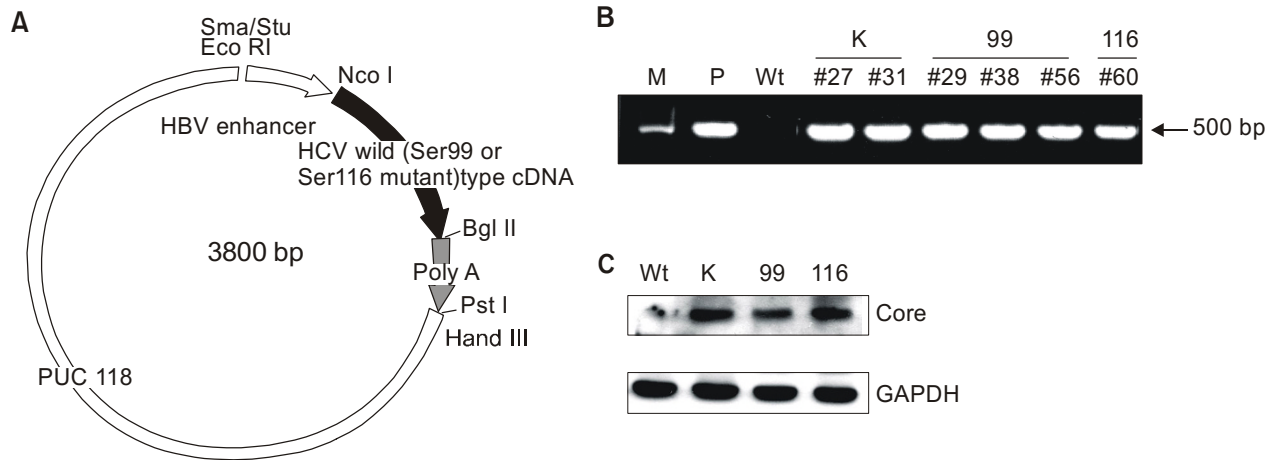 A
Sma/Stu
Eco RI
Nco I
HBV enhancer
HCV wild (Ser99 or
Ser116 mutant)type cDNA
3800 bp
Bgl II
Poly A
Pst I
Hand III
PUC 118
B
K 99 116
M P Wt #27 #31 #29 #38 #56 #60
500 bp
C
Wt K 99 116
Core
GAPDH